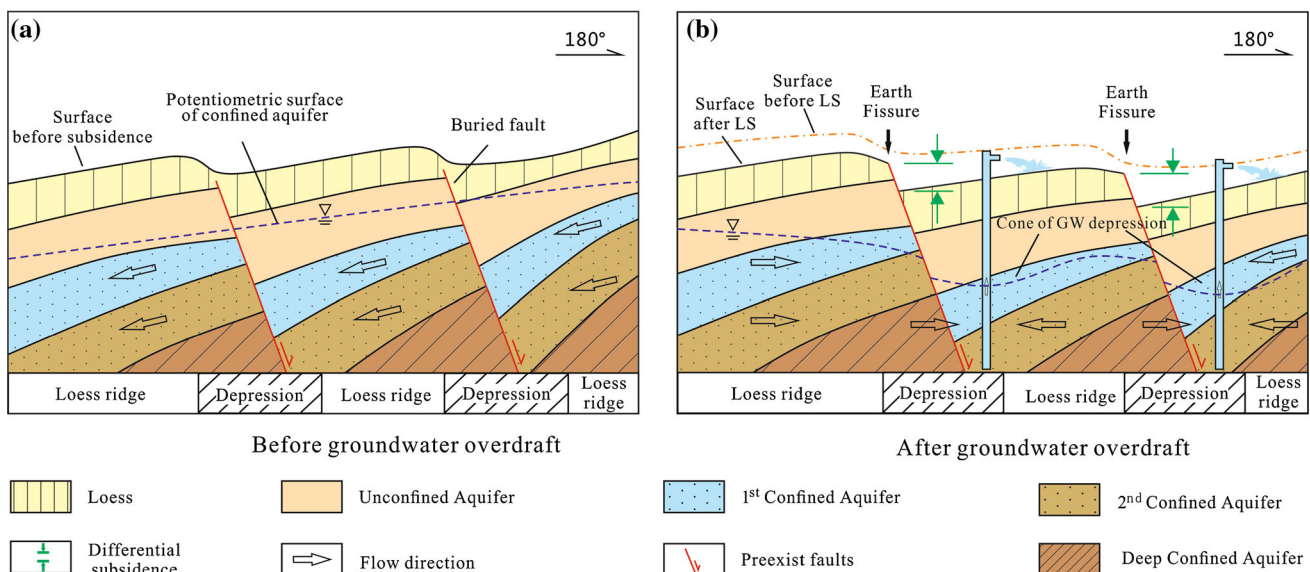 (a)
180°
Potentiometric surface
of confined aquifer
Surface
before subsidence
Buried fault
Loess ridge
Depression
Loess ridge
Depression
Loess
ridge
Before groundwater overdraft
(b)
180°
Surface
before LS
Surface
after LS
Earth
Fissure
Earth
Fissure
Cone of GW depression
Loess ridge
Depression
Loess ridge
Depression
Loess
ridge
After groundwater overdraft
Loess
Unconfined Aquifer
1st Confined Aquifer
2nd Confined Aquifer
Differential
subsidence
Flow direction
Preexist faults
Deep Confined Aquifer